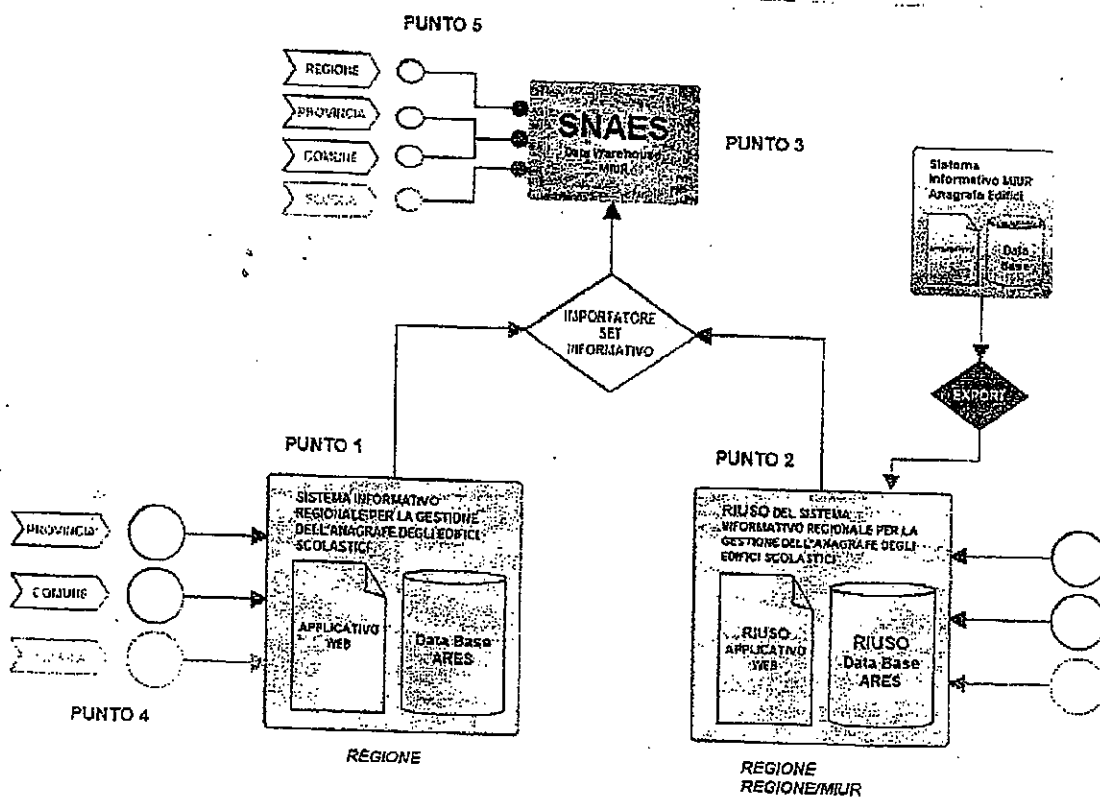 PUNTO 5
REGIONE
PROVINCIA
COMUNE
SCUOLA
SNAES
Data Warehouse
MIUR
PUNTO 3
Sistema
Informativo MIUR
Anagrafe Edifici
Data
Base
IMPORTATORE
SET
INFORMATIVO
EXPORT
PUNTO 1
SISTEMA INFORMATIVO
REGIONALE PER LA GESTIONE
DELL'ANAGRAFE DEGLI EDIFICI
SCOLASTICI
APPLICATIVO
WEB
Data Base
ARES
PROVINCIA
COMUNE
PUNTO 4
REGIONE
PUNTO 2
RIUSO DEL SISTEMA
INFORMATIVO REGIONALE PER LA
GESTIONE DELL'ANAGRAFE DEGLI
EDIFICI SCOLASTICI
RIUSO
APPLICATIVO
WEB
RIUSO
Data Base
ARES
REGIONE
REGIONE/MIUR